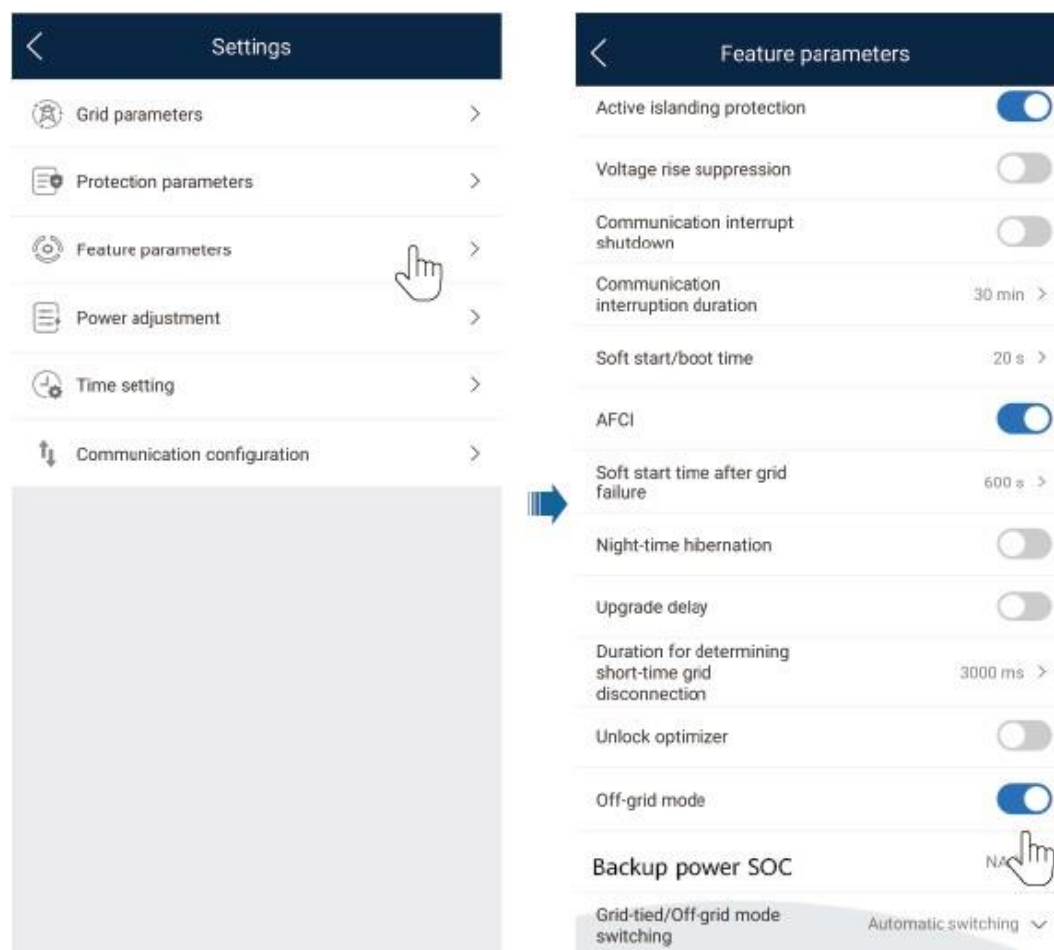 Settings
Grid parameters
Protection parameters
Feature parameters
Power adjustment
Time setting
Communication configuration
Feature parameters
Active islanding protection
Voltage rise suppression
Communication interrupt
shutdown
Communication
interruption duration
30 min
Soft start/boot time
20 s
AFCI
Soft start time after grid
failure
600 s
Night-time hibernation
Upgrade delay
Duration for determining
short-time grid
disconnection
3000 ms
Unlock optimizer
Off-grid mode
Backup power SOC
NA
Grid-tied/Off-grid mode
switching
Automatic switching